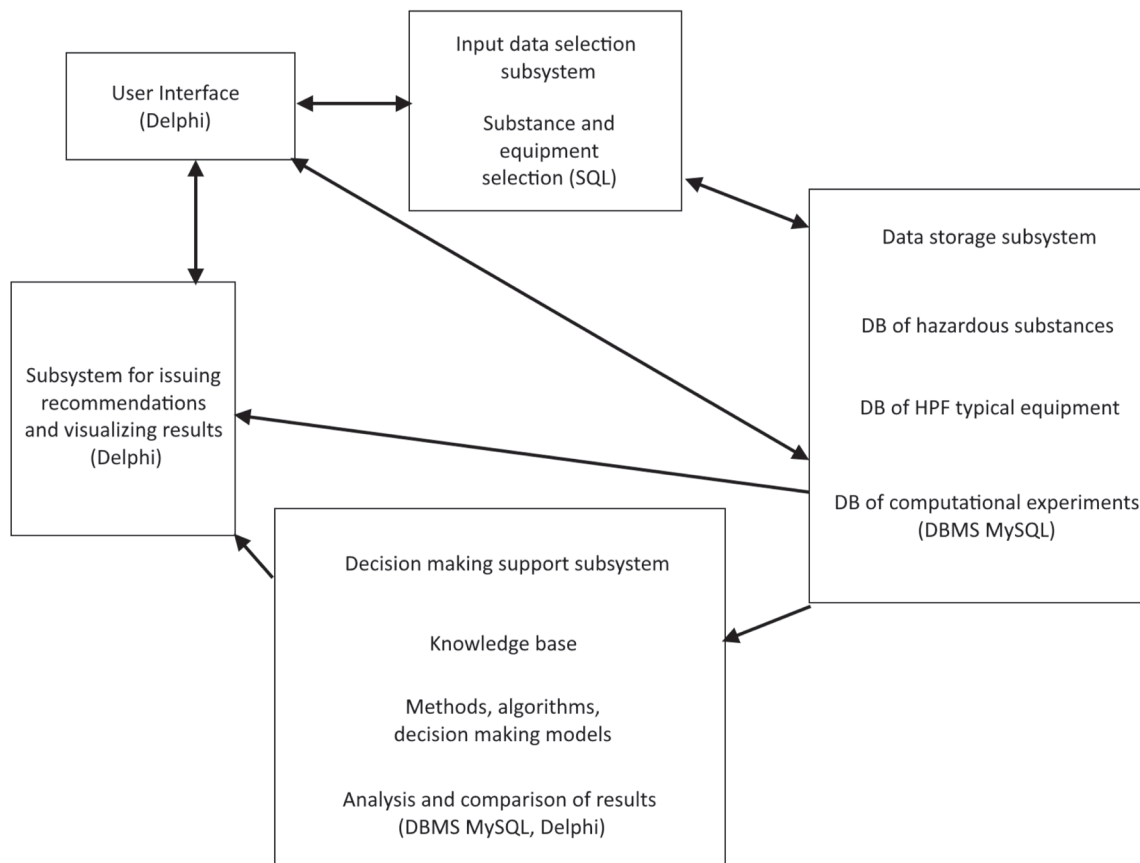 User Interface
(Delphi)
Input data selection
subsystem
Substance and
equipment
selection (SQL)
Data storage subsystem
DB of hazardous substances
DB of HPF typical equipment
DB of computational experiments
(DBMS MySQL)
Subsystem for issuing
recommendations
and visualizing results
(Delphi)
Decision making support subsystem
Knowledge base
Methods, algorithms,
decision making models
Analysis and comparison of results
(DBMS MySQL, Delphi)